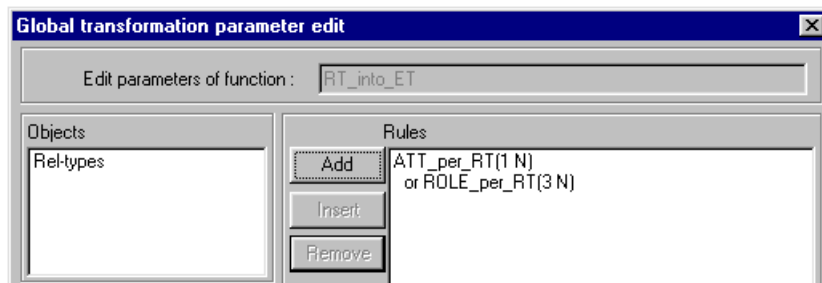 Global transformation parameter edit
Edit parameters of function : RT_into_ET
Objects
Rel-types
Rules
Add
Insert
Remove
ATT_per_RT(1 N)
or ROLE_per_RT(3 N)